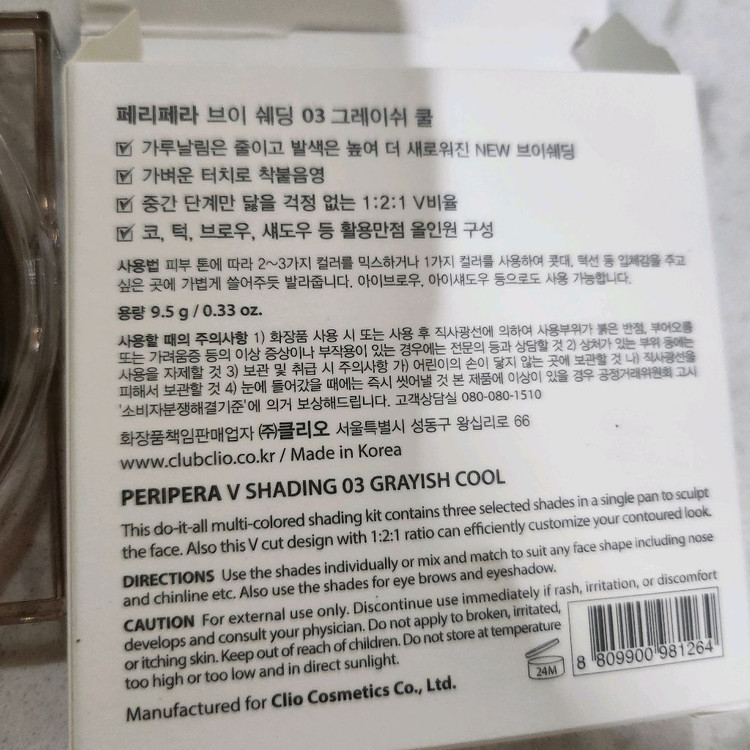 페리페라 브이 쉐딩 03 그레이쉬 쿨
가루날림은 줄이고 발색은 높여 더 새로워진 NEW 브이쉐딩
가벼운 터치로 착붙음영
중간 단계만 닳을 걱정 없는 1:2:1 V비율
코, 턱, 브로우, 섀도우 등 활용만점 올인원 구성
사용법 피부 톤에 따라 2~3가지 컬러를 믹스하거나 1가지 컬러를 사용하여 콧대, 턱선 등 입체감을 주고
싶은 곳에 가볍게 쓸어주듯 발라줍니다. 아이브로우, 아이섀도우 등으로도 사용 가능합니다.
용량 9.5 g / 0.33 oz.
사용할 때의 주의사항 1) 화장품 사용 시 또는 사용 후 직사광선에 의하여 사용부위가 붉은 반점, 부어오름
또는 가려움증 등의 이상 증상이나 부작용이 있는 경우에는 전문의 등과 상담할 것 2) 상처가 있는 부위 등에는
사용을 자제할 것 3) 보관 및 취급 시 주의사항 가) 어린이의 손이 닿지 않는 곳에 보관할 것 나) 직사광선을
피해서 보관할 것 4) 눈에 들어갔을 때에는 즉시 씻어낼 것 본 제품에 이상이 있을 경우 공정거래위원회 고시
'소비자분쟁해결기준'에 의거 보상해드립니다. 고객상담실 080-080-1510
화장품책임판매업자 ㈜클리오 서울특별시 성동구 왕십리로 66
www.clubclio.co.kr / Made in Korea
PERIPERA V SHADING 03 GRAYISH COOL
This do-it-all multi-colored shading kit contains three selected shades in a single pan to sculpt
the face. Also this V cut design with 1:2:1 ratio can efficiently customize your contoured look.
DIRECTIONS Use the shades individually or mix and match to suit any face shape including nose
and chinline etc. Also use the shades for eye brows and eyeshadow.
CAUTION For external use only. Discontinue use immediately if rash, irritation, or discomfort
develops and consult your physician. Do not apply to broken, irritated,
or itching skin. Keep out of reach of children. Do not store at temperature
too high or too low and in direct sunlight.
24M
8 809900 981264
Manufactured for Clio Cosmetics Co., Ltd.